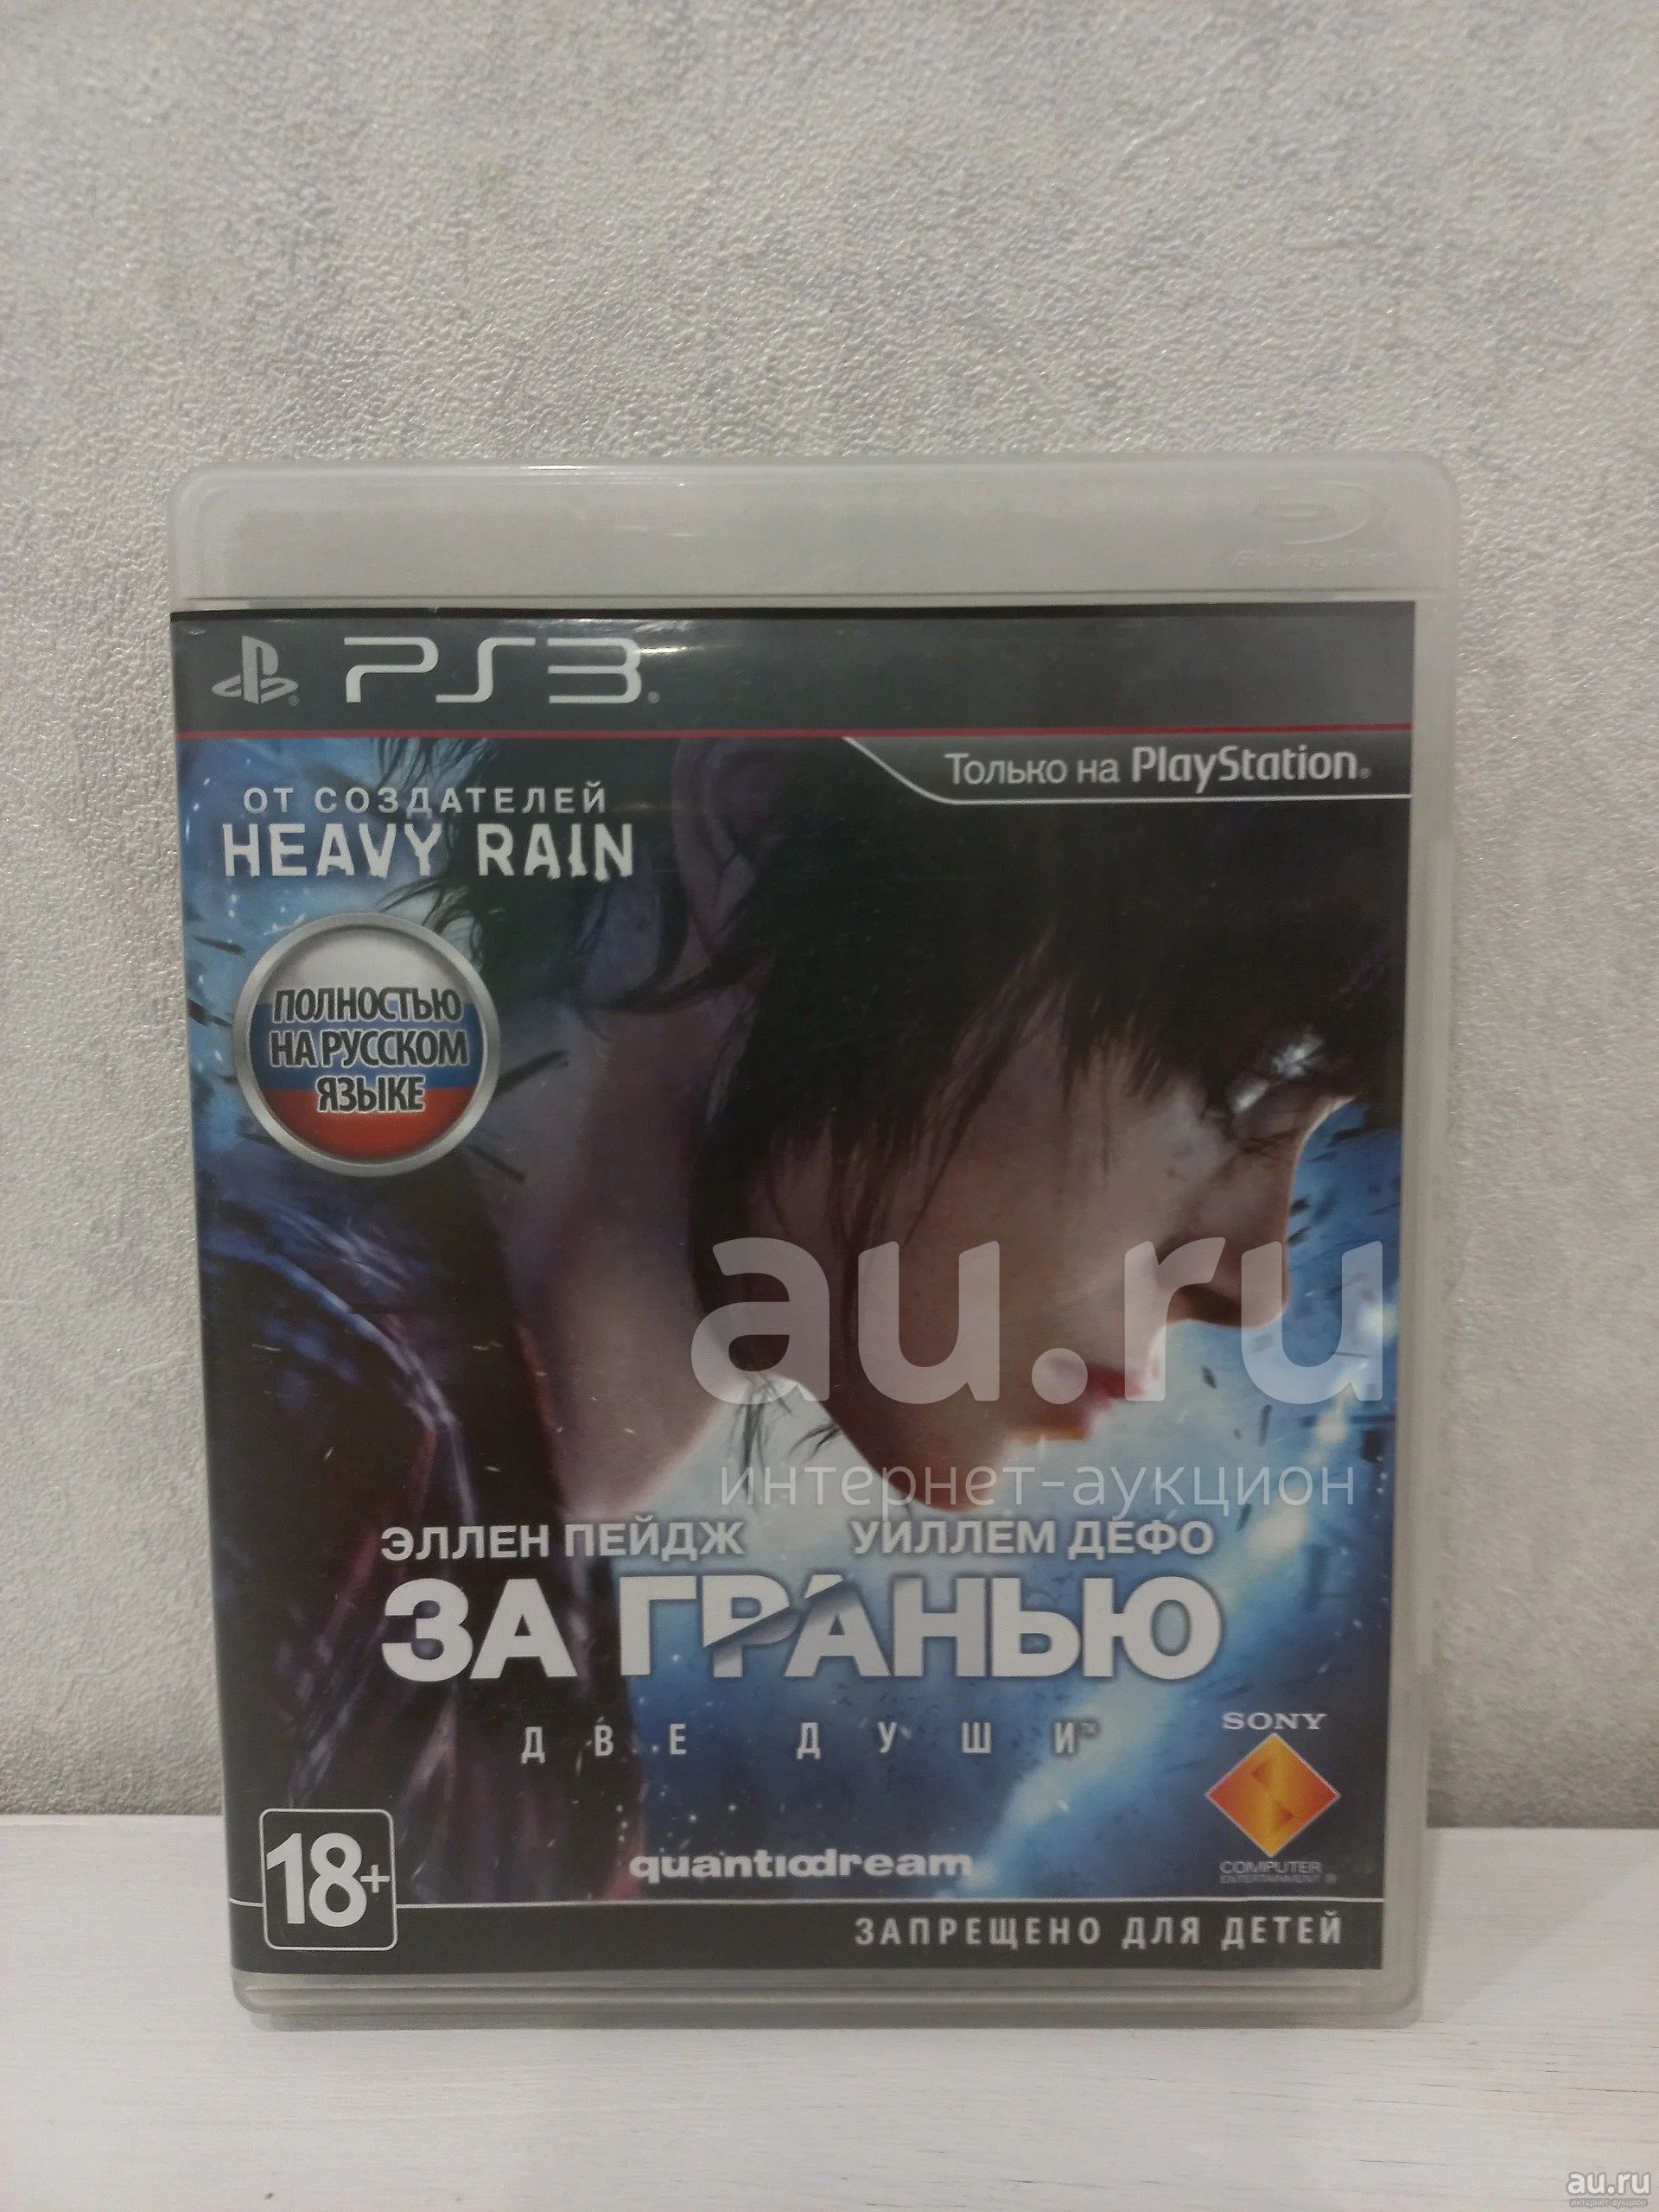 PS3
Только на PlayStation
ОТ СОЗДАТЕЛЕЙ
HEAVY RAIN
ПОЛНОСТЬЮ
НА РУССКОМ
ЯЗЫКЕ
au.ru
интернет-аукцион
ЭЛЛЕН ПЕЙДЖ УИЛЛЕМ ДЕФО
ЗА ГРАНЬЮ
ДВЕ ДУШИ™
SONY
COMPUTER
ENTERTAINMENT
quanticdream
18+
ЗАПРЕЩЕНО ДЛЯ ДЕТЕЙ
au.ru
интернет-аукцион